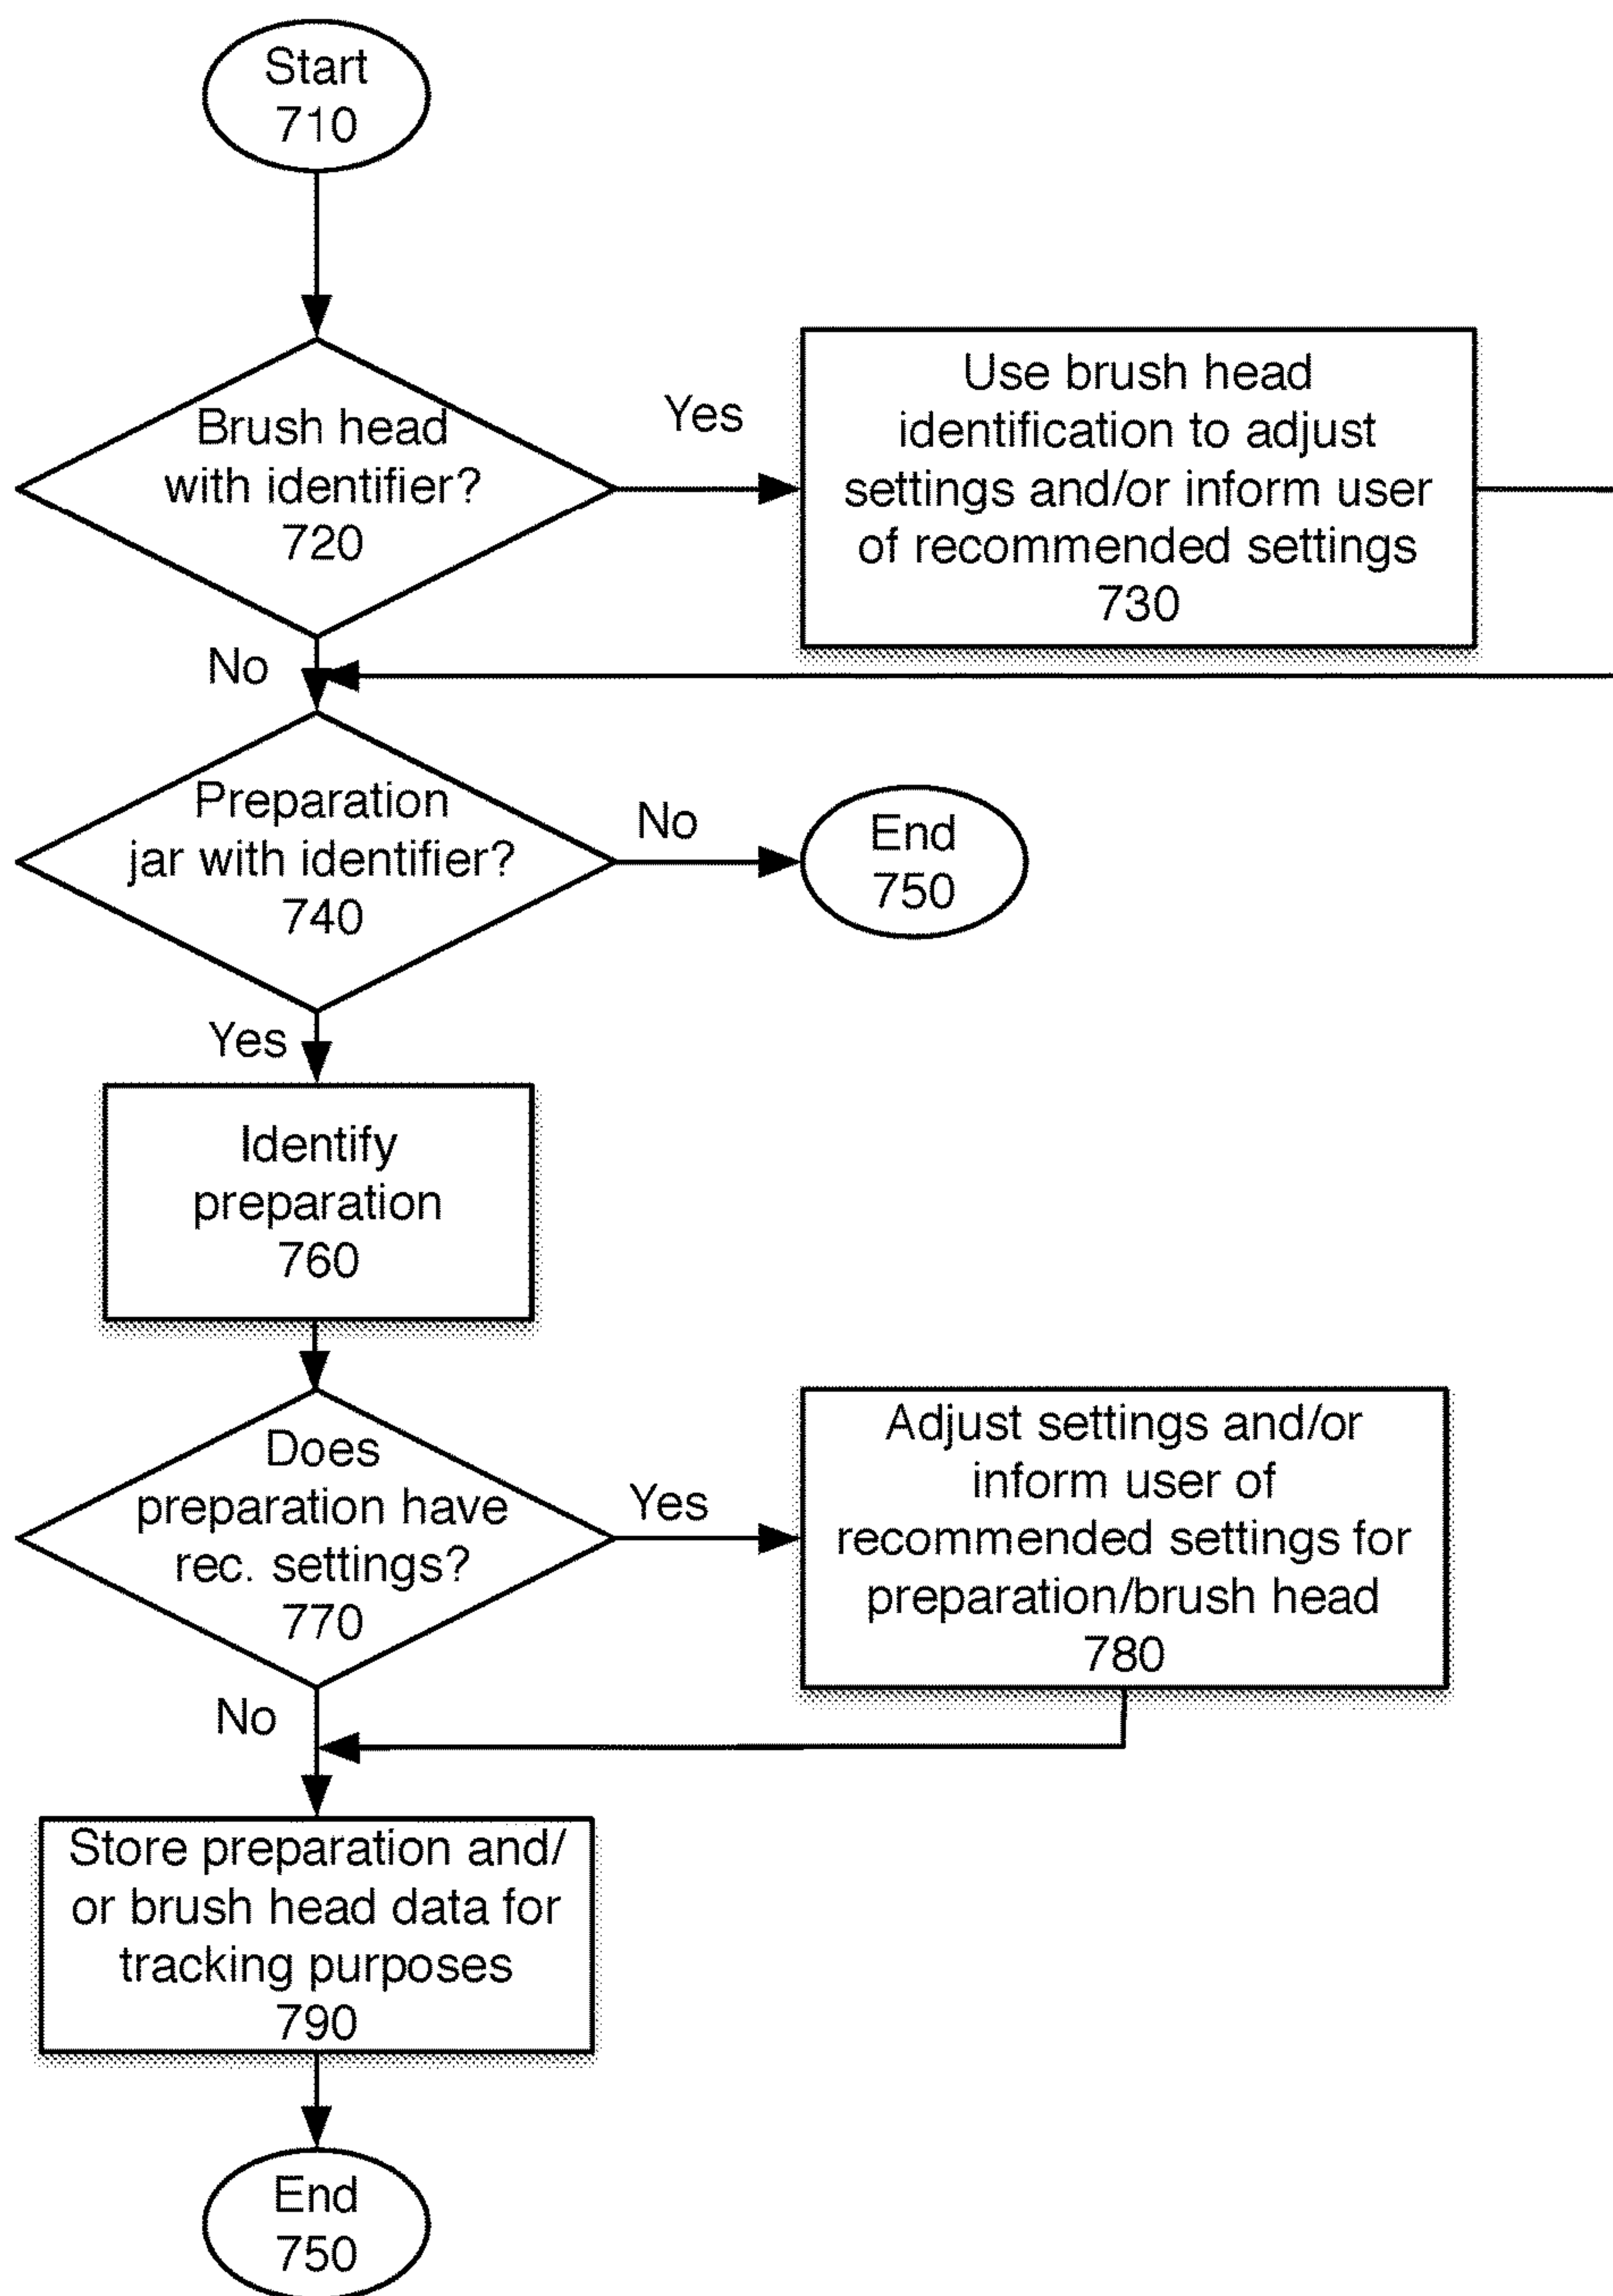 Start
710
Brush head
with identifier?
720
Yes
Use brush head
identification to adjust
settings and/or inform user
of recommended settings
730
No
Preparation
jar with identifier?
740
No
End
750
Yes
Identify
preparation
760
Does
preparation have
rec. settings?
770
Yes
Adjust settings and/or
inform user of
recommended settings for
preparation/brush head
780
No
Store preparation and/
or brush head data for
tracking purposes
790
End
750